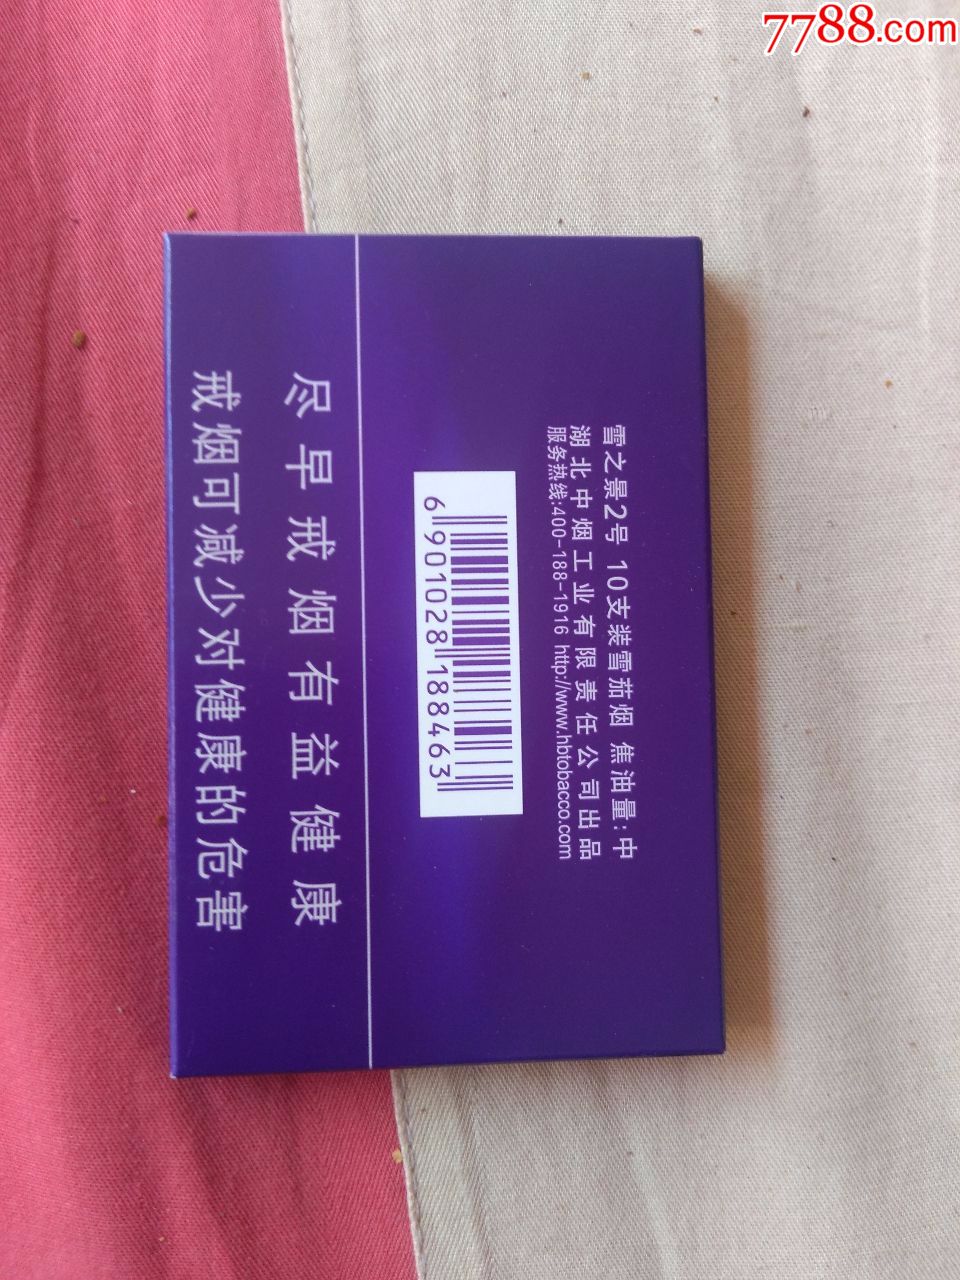 7788.com
雪之景2号 10支装雪茄烟 焦油量:中
湖北中烟工业有限责任公司出品
服务热线:400-188-1916 http://www.hbtobacco.com
6 901028 188463
尽早戒烟有益健康
戒烟可减少对健康的危害